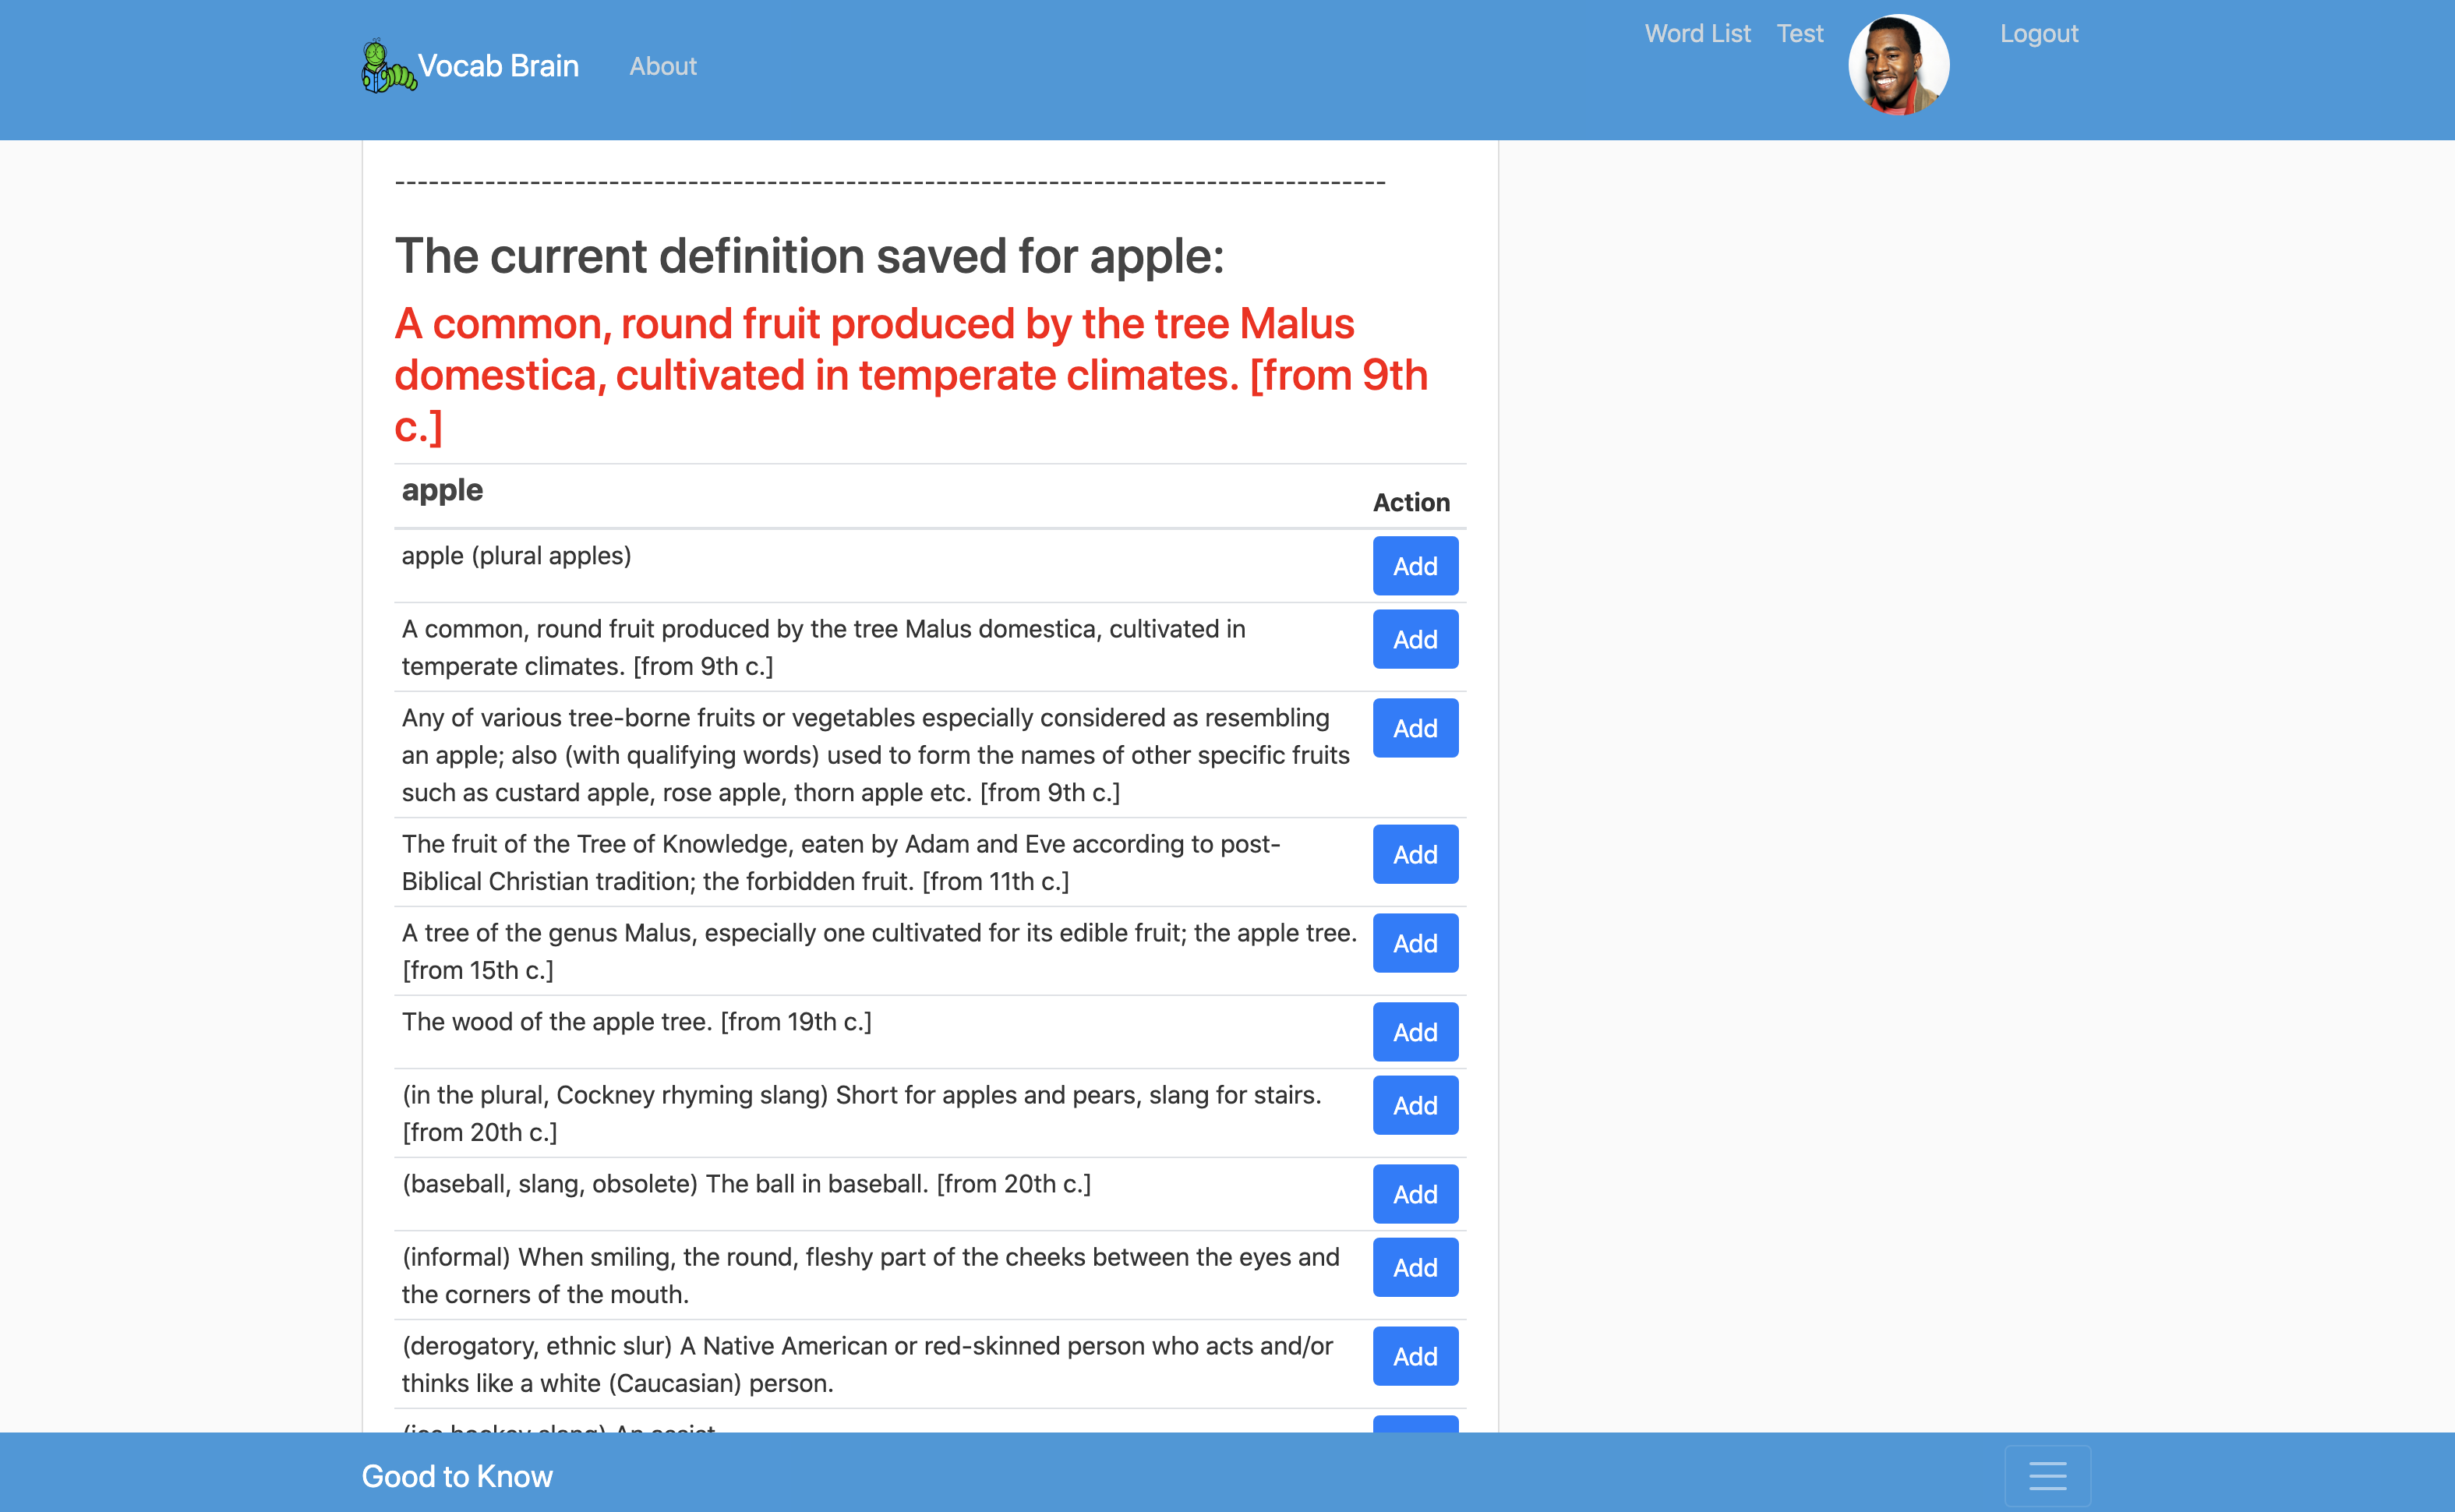 Vocab Brain
About
Word List
Test
Logout
--------------------------------------------------------------------------------------
The current definition saved for apple:
A common, round fruit produced by the tree Malus
domestica, cultivated in temperate climates. [from 9th
c.]
apple
Action
apple (plural apples)
Add
A common, round fruit produced by the tree Malus domestica, cultivated in
temperate climates. [from 9th c.]
Add
Any of various tree-borne fruits or vegetables especially considered as resembling
an apple; also (with qualifying words) used to form the names of other specific fruits
such as custard apple, rose apple, thorn apple etc. [from 9th c.]
Add
The fruit of the Tree of Knowledge, eaten by Adam and Eve according to post-
Biblical Christian tradition; the forbidden fruit. [from 11th c.]
Add
A tree of the genus Malus, especially one cultivated for its edible fruit; the apple tree.
[from 15th c.]
Add
The wood of the apple tree. [from 19th c.]
Add
(in the plural, Cockney rhyming slang) Short for apples and pears, slang for stairs.
[from 20th c.]
Add
(baseball, slang, obsolete) The ball in baseball. [from 20th c.]
Add
(informal) When smiling, the round, fleshy part of the cheeks between the eyes and
the corners of the mouth.
Add
(derogatory, ethnic slur) A Native American or red-skinned person who acts and/or
thinks like a white (Caucasian) person.
Add
(ice hockey slang) An assist
Good to Know